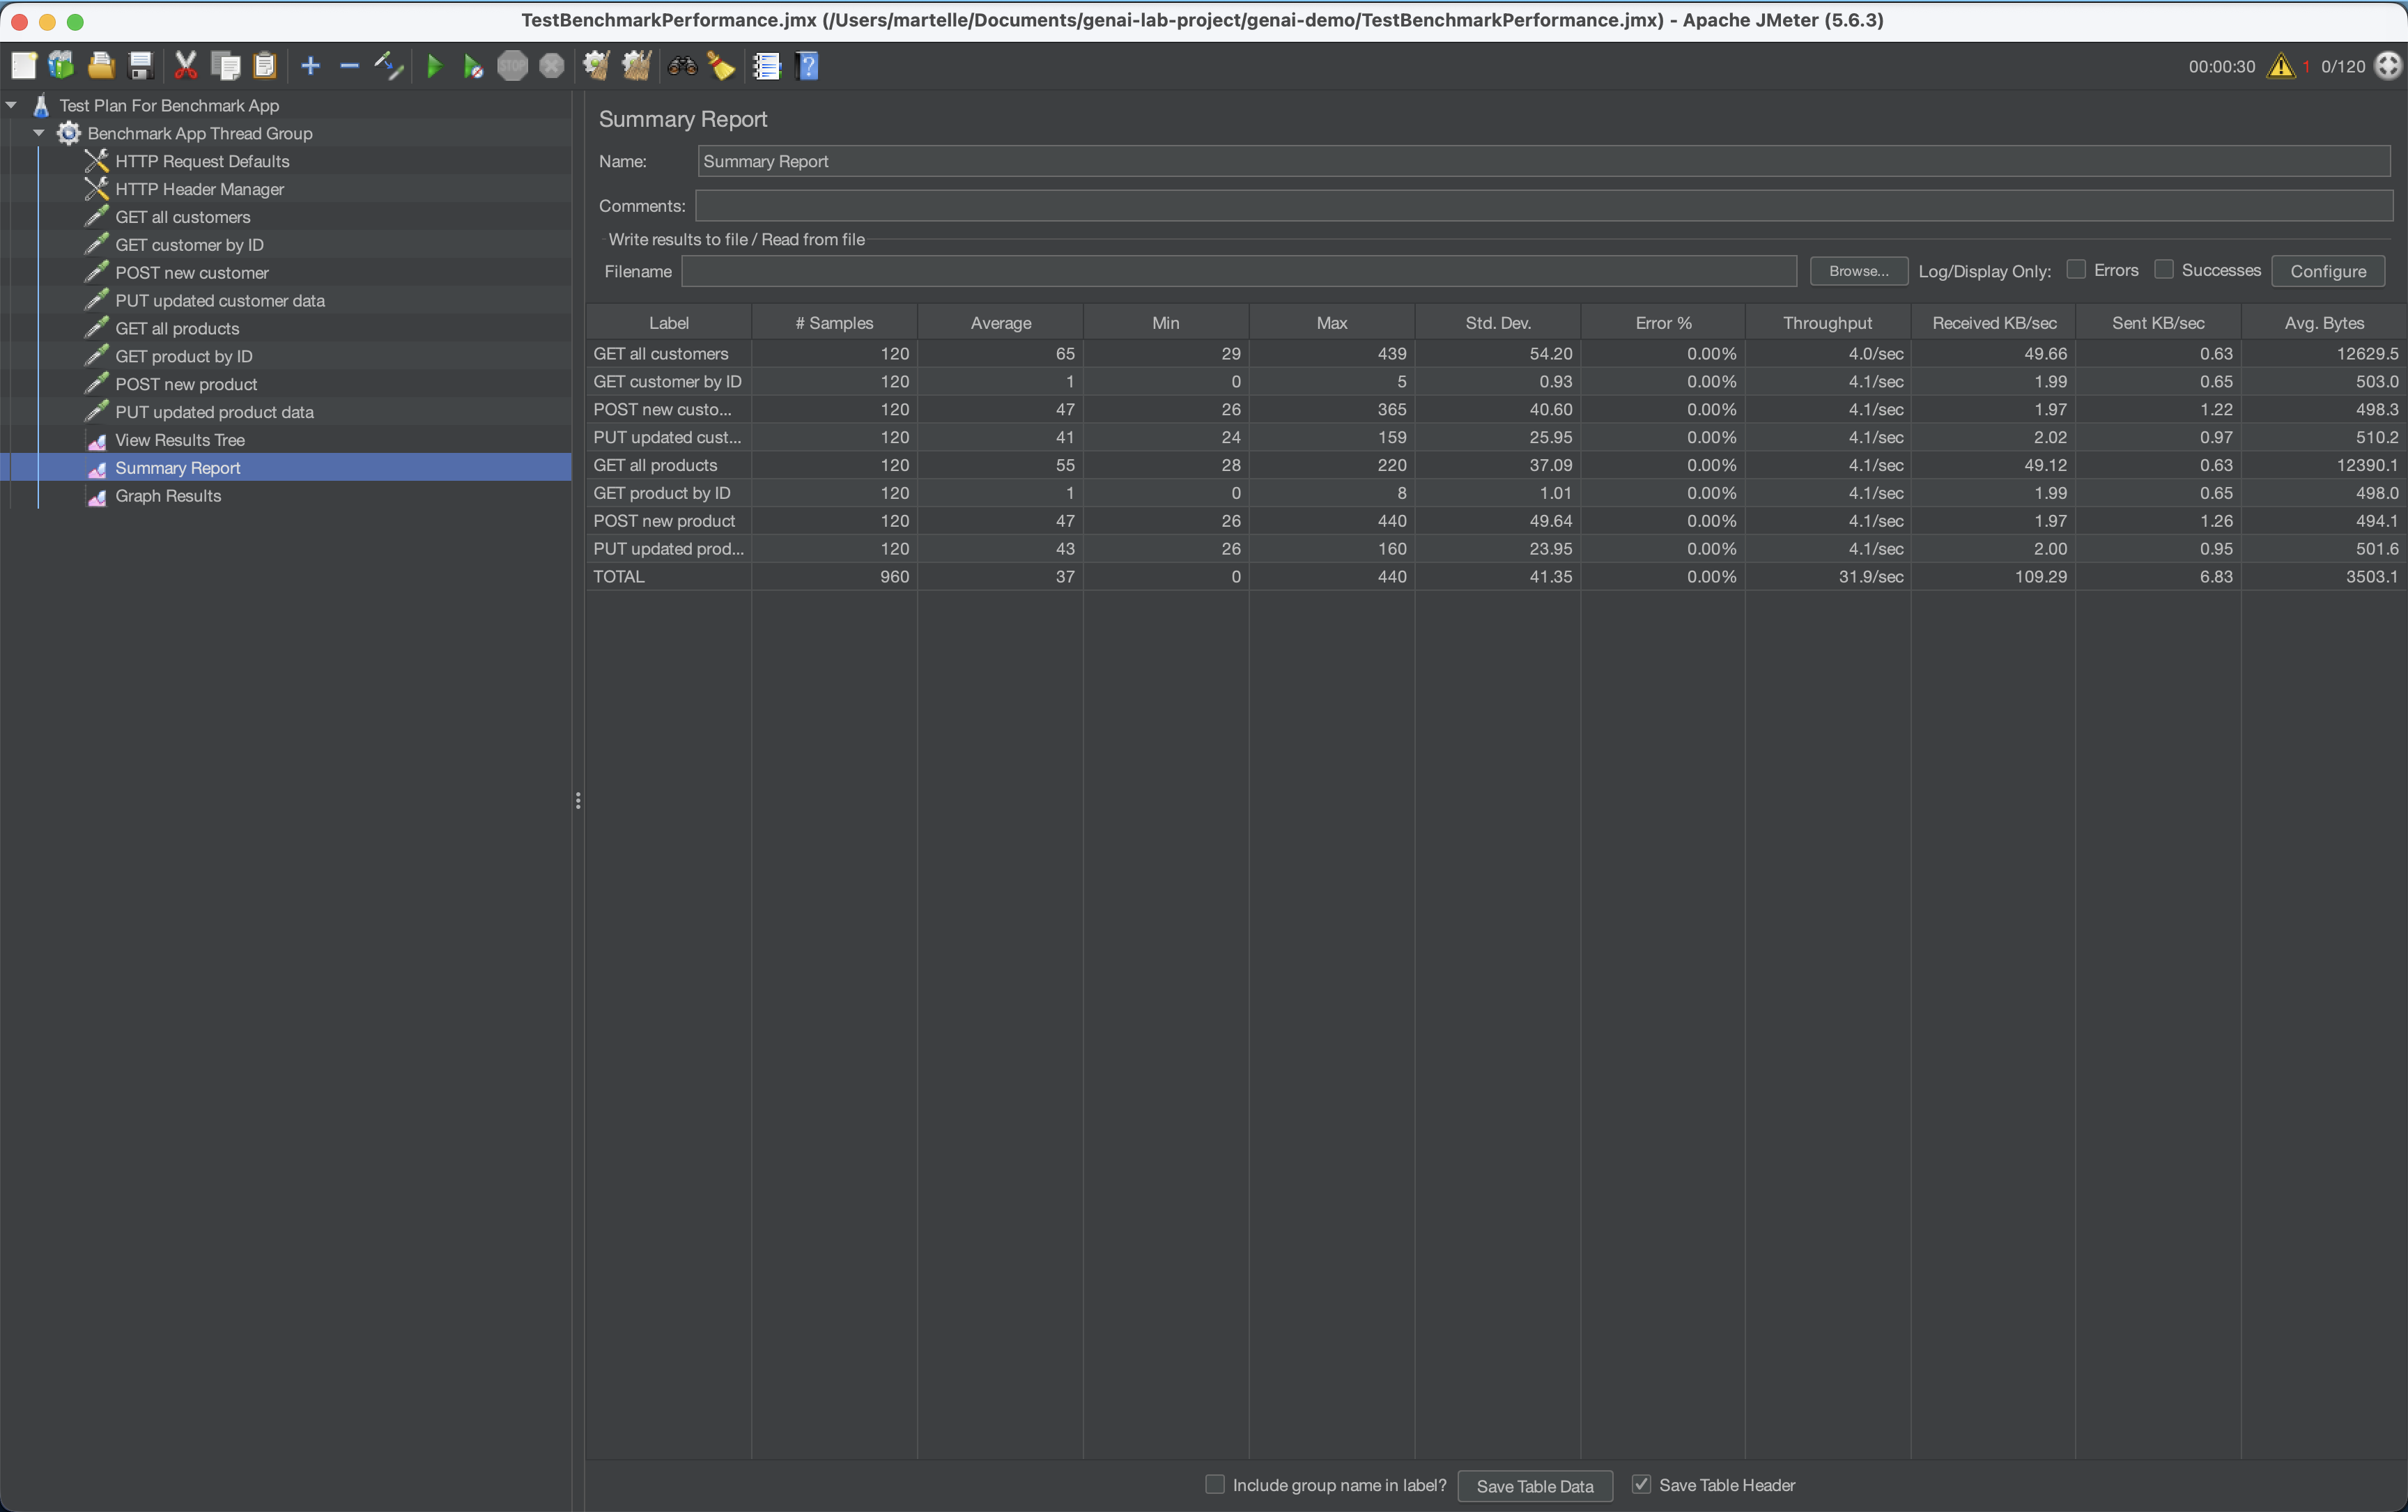 TestBenchmarkPerformance.jmx (/Users/martelle/Documents/genai-lab-project/genai-demo/TestBenchmarkPerformance.jmx) - Apache JMeter (5.6.3)
STOP ? 00:00:30 1 0/120
Test Plan For Benchmark App
Benchmark App Thread Group
HTTP Request Defaults
HTTP Header Manager
GET all customers
GET customer by ID
POST new customer
PUT updated customer data
GET all products
GET product by ID
POST new product
PUT updated product data
View Results Tree
Summary Report
Graph Results
Summary Report
Name: Summary Report
Comments:
Write results to file / Read from file
Filename Browse... Log/Display Only: Errors Successes Configure
Label # Samples Average Min Max Std. Dev. Error % Throughput Received KB/sec Sent KB/sec Avg. Bytes
GET all customers 120 65 29 439 54.20 0.00% 4.0/sec 49.66 0.63 12629.5
GET customer by ID 120 1 0 5 0.93 0.00% 4.1/sec 1.99 0.65 503.0
POST new custo... 120 47 26 365 40.60 0.00% 4.1/sec 1.97 1.22 498.3
PUT updated cust... 120 41 24 159 25.95 0.00% 4.1/sec 2.02 0.97 510.2
GET all products 120 55 28 220 37.09 0.00% 4.1/sec 49.12 0.63 12390.1
GET product by ID 120 1 0 8 1.01 0.00% 4.1/sec 1.99 0.65 498.0
POST new product 120 47 26 440 49.64 0.00% 4.1/sec 1.97 1.26 494.1
PUT updated prod... 120 43 26 160 23.95 0.00% 4.1/sec 2.00 0.95 501.6
TOTAL 960 37 0 440 41.35 0.00% 31.9/sec 109.29 6.83 3503.1
Include group name in label? Save Table Data Save Table Header